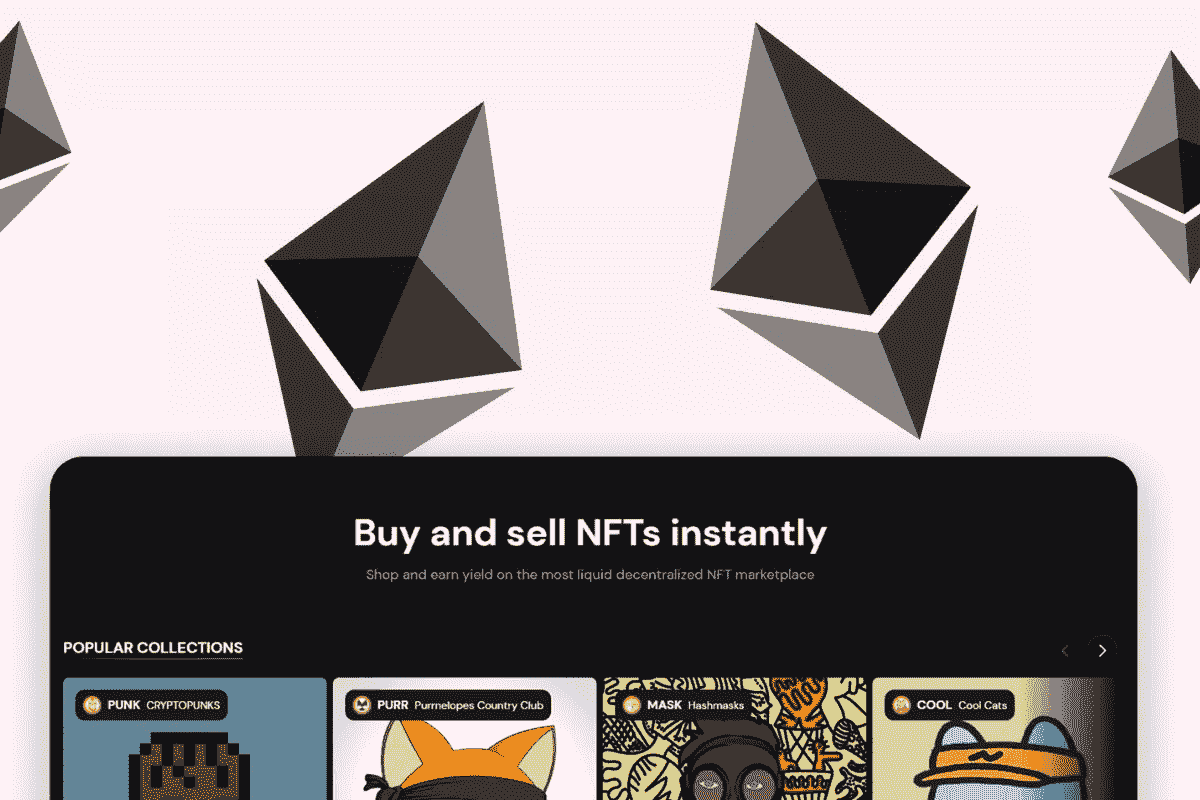 Buy and sell NFTs instantly
Shop and earn yield on the most liquid decentralized NFT marketplace
POPULAR COLLECTIONS
PUNK CRYPTOPUNKS
PURR Purrnelopes Country Club
MASK Hashmasks
COOL Cool Cats